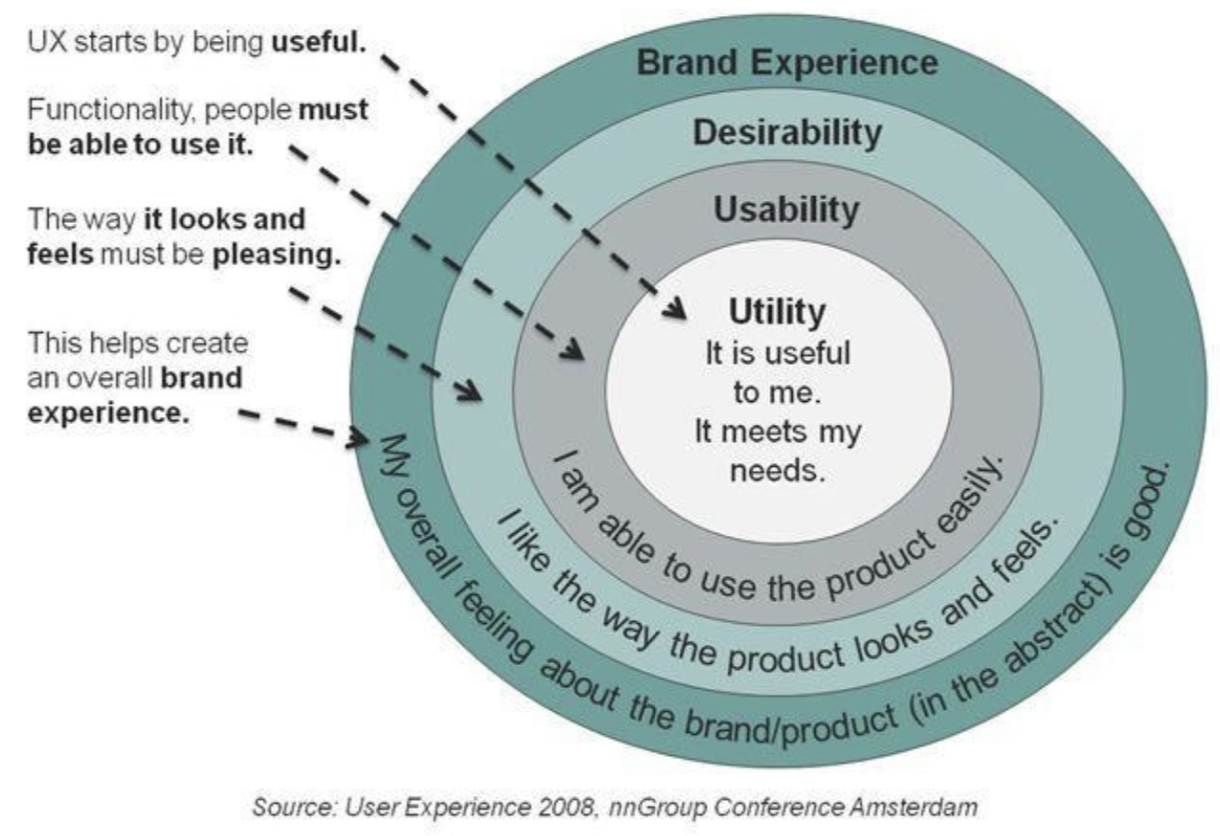 UX starts by being useful.
Functionality, people must
be able to use it.
The way it looks and
feels must be pleasing.
This helps create
an overall brand
experience.
Brand Experience
Desirability
Usability
Utility
It is useful
to me.
It meets my
needs.
I am able to use the product easily.
I like the way the product looks and feels.
My overall feeling about the brand/product (in the abstract) is good.
Source: User Experience 2008, nnGroup Conference Amsterdam